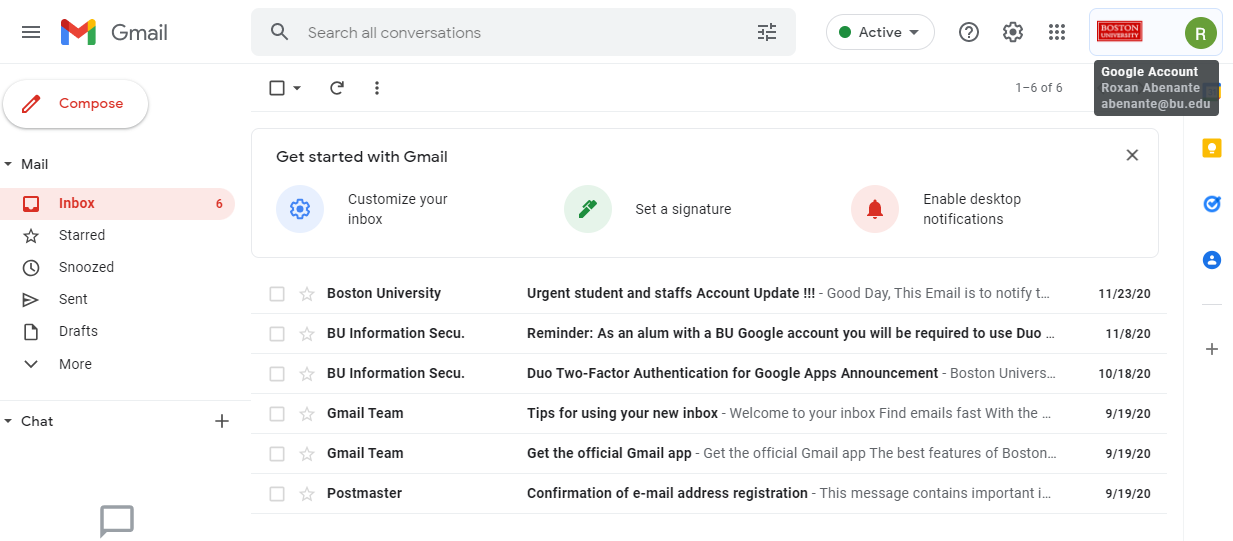 Gmail
Search all conversations
Active
BOSTON
UNIVERSITY
R
Google Account
Roxan Abenante
abenante@bu.edu
Compose
1–6 of 6
Mail
Inbox 6
Starred
Snoozed
Sent
Drafts
More
Chat
Get started with Gmail
Customize your
inbox
Set a signature
Enable desktop
notifications
Boston University Urgent student and staffs Account Update !!! - Good Day, This Email is to notify t… 11/23/20
BU Information Secu. Reminder: As an alum with a BU Google account you will be required to use Duo … 11/8/20
BU Information Secu. Duo Two-Factor Authentication for Google Apps Announcement - Boston Univers… 10/18/20
Gmail Team Tips for using your new inbox - Welcome to your inbox Find emails fast With the … 9/19/20
Gmail Team Get the official Gmail app - Get the official Gmail app The best features of Boston… 9/19/20
Postmaster Confirmation of e-mail address registration - This message contains important i… 9/19/20